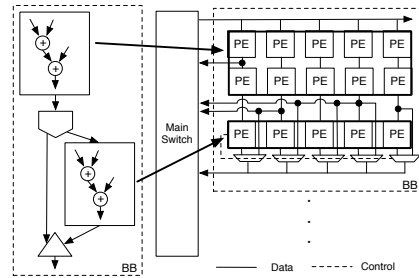 PE PE PE PE PE
PE PE PE PE PE
Main
Switch
PE PE PE PE PE
BB
BB
Data
Control